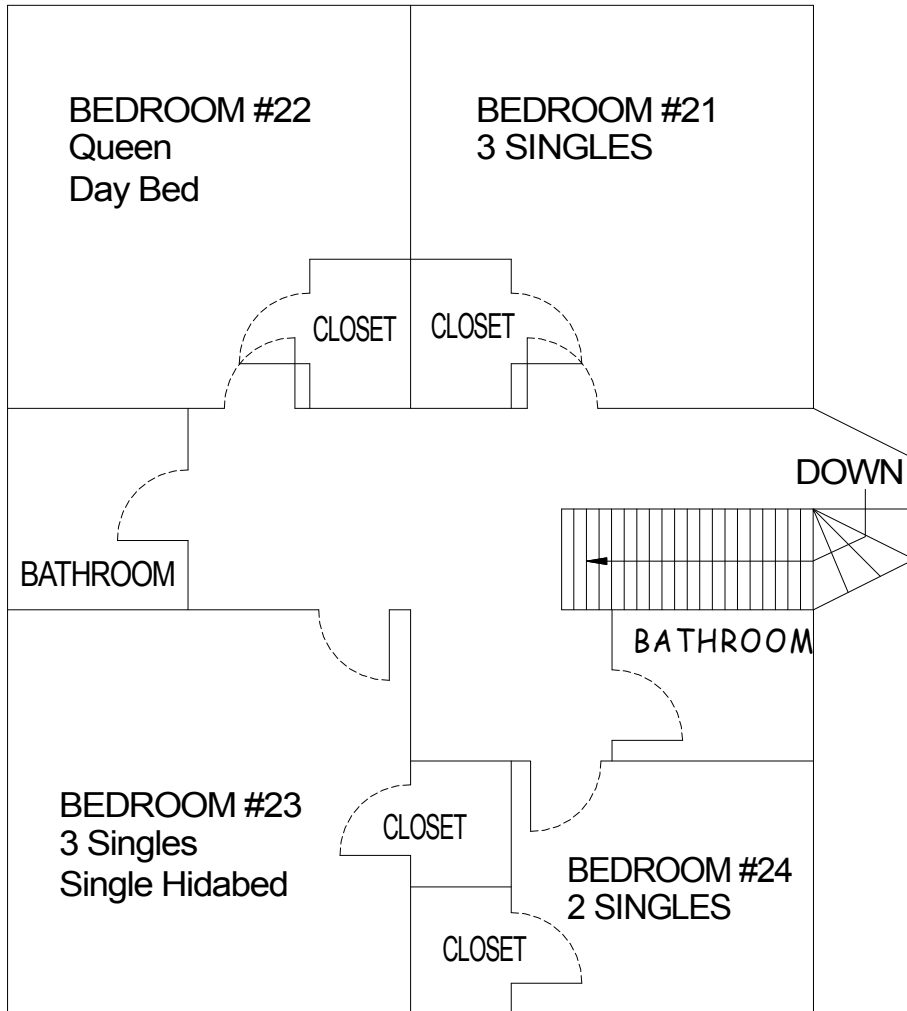 BEDROOM #22
Queen
Day Bed
BEDROOM #21
3 SINGLES
CLOSET
CLOSET
DOWN
BATHROOM
BATHROOM
BEDROOM #23
3 Singles
Single Hidabed
CLOSET
BEDROOM #24
2 SINGLES
CLOSET